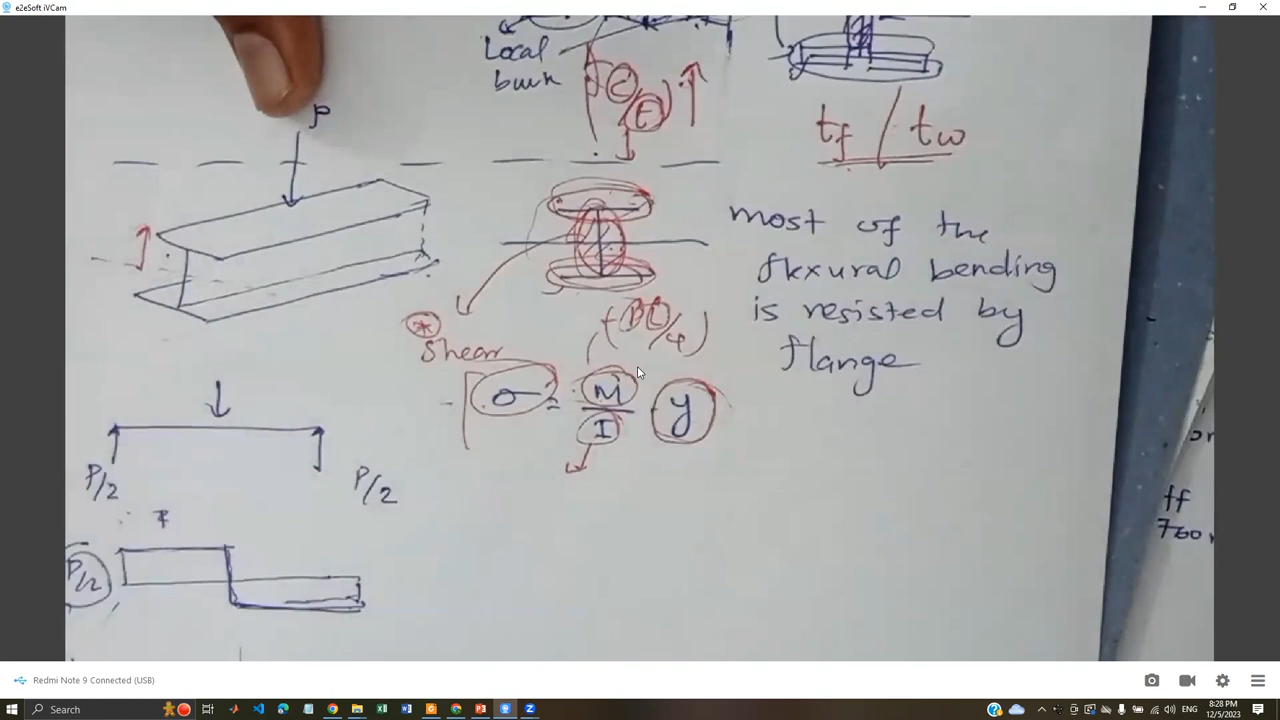 e2eSoft iVCam
Local
buck
t
P
tf / tw
most of the
flexural bending
is resisted by
flange
*
Shear
σ = M/I y
P/2
P/2
P/2
ff
Redmi Note 9 Connected (USB)
Search
ENG
8:28 PM
12/5/2023